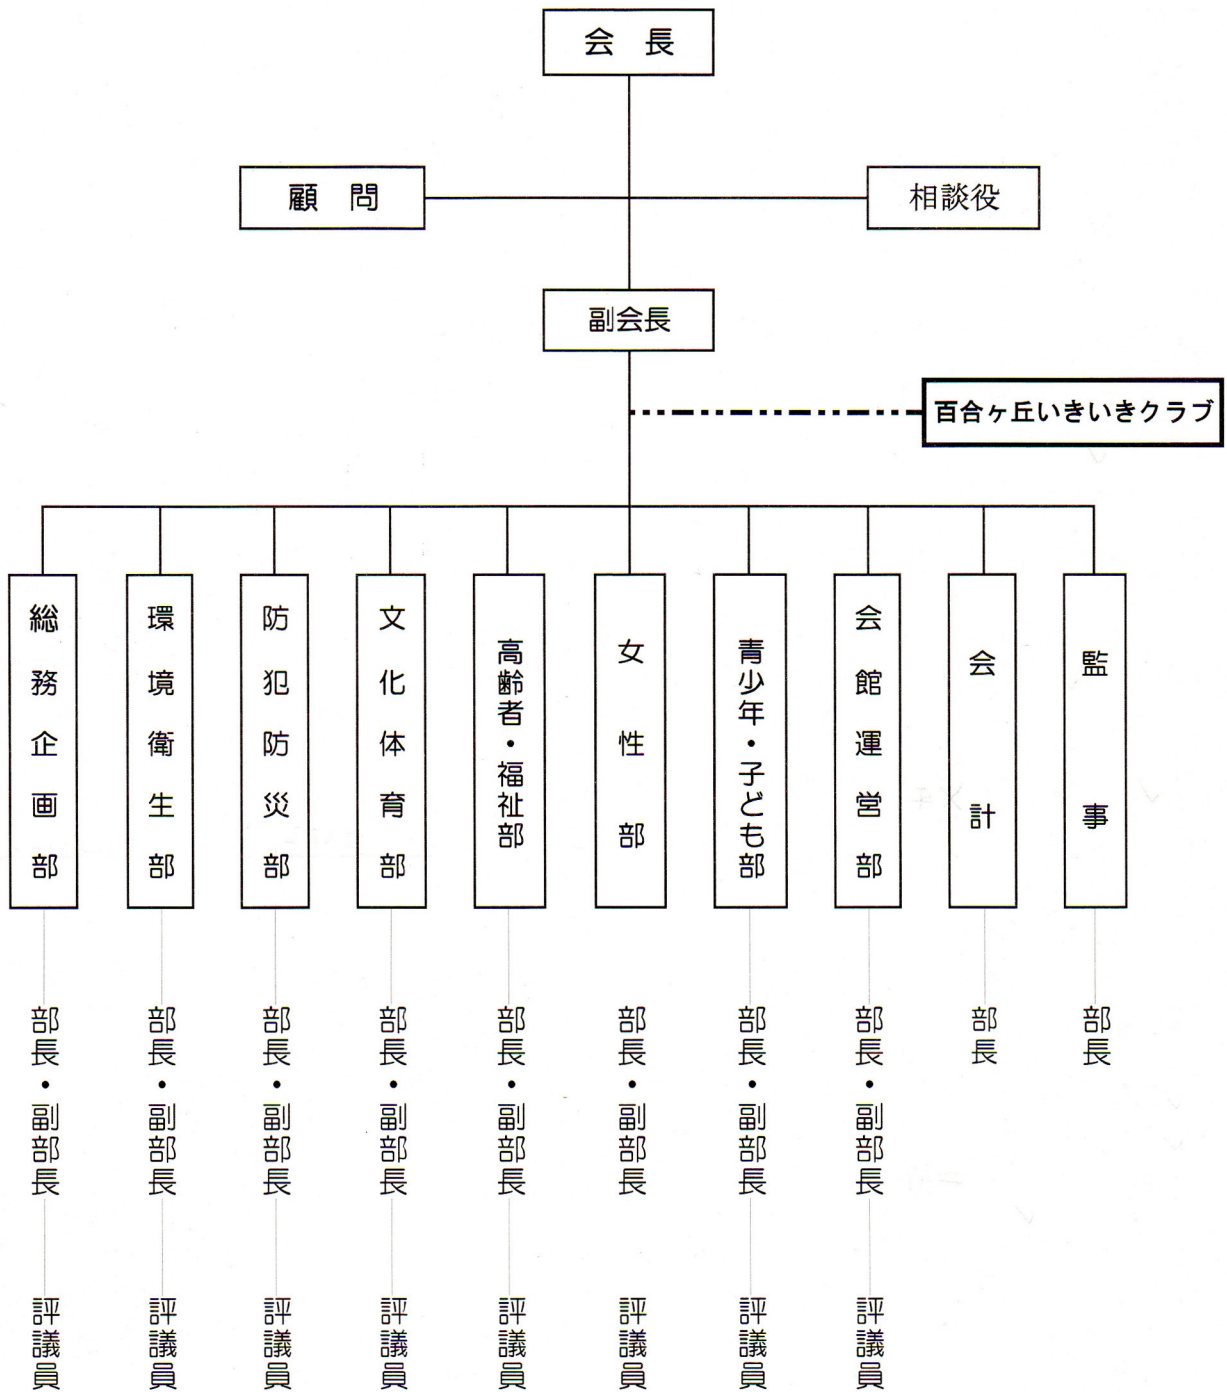 会長
顧問
相談役
副会長
百合ヶ丘いきいきクラブ
総務企画部
環境衛生部
防犯防災部
文化体育部
高齢者・福祉部
女性部
青少年・子ども部
会館運営部
会計
監事
部長・副部長
部長・副部長
部長・副部長
部長・副部長
部長・副部長
部長・副部長
部長・副部長
部長・副部長
部長
部長
評議員
評議員
評議員
評議員
評議員
評議員
評議員
評議員